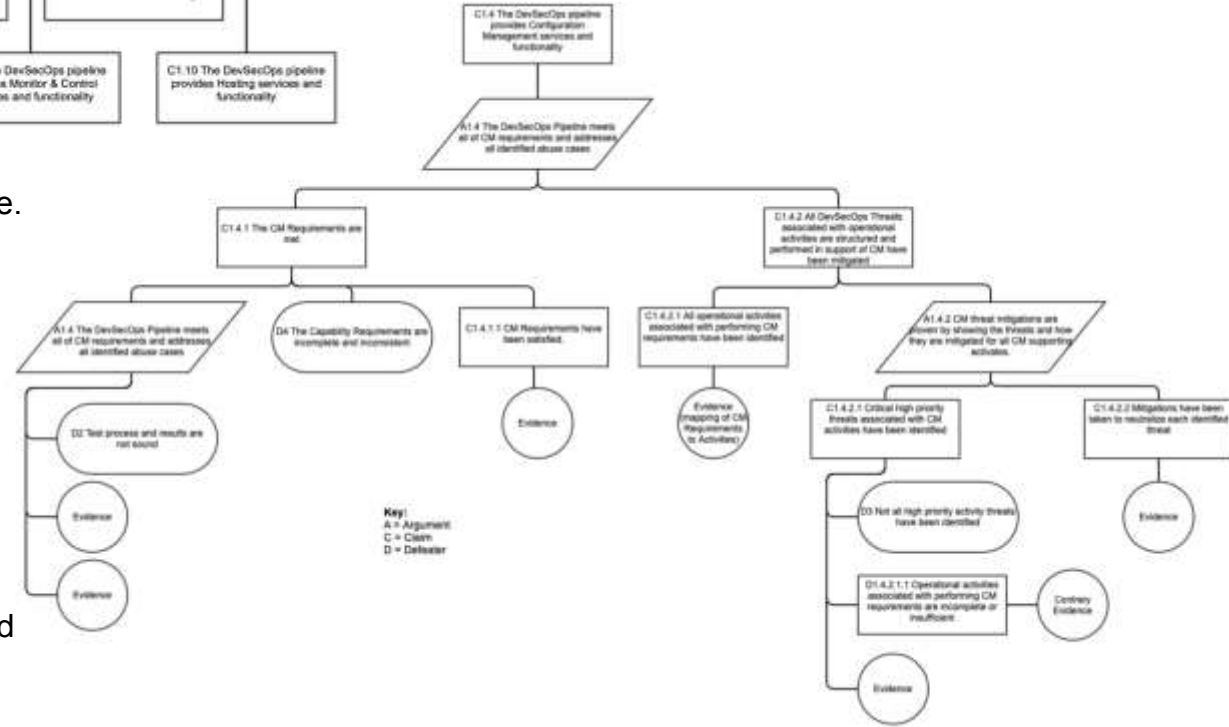 DevSecOps pipeline
s Monitor & Control
es and functionality
C1.10 The DevSecOps pipeline
provides Hosting services and
functionality
C1.4 The DevSecOps pipeline
provides Configuration
Management services and
functionality
A1.4 The DevSecOps Pipeline meets
all of CM requirements and addresses
all identified abuse cases
e.
C1.4.1 The CM Requirements are
met
C1.4.2 All DevSecOps Threats
associated with operational
activities are structured and
performed in support of CM have
been mitigated
A1.4 The DevSecOps Pipeline meets
all of CM requirements and addresses
all identified abuse cases
D4 The Capability Requirements are
incomplete and inconsistent
C1.4.1.1 CM Requirements have
been satisfied.
C1.4.2.1 All operational activities
associated with performing CM
requirements have been identified
A1.4.2 CM threat mitigations are
proven by showing the threats and how
they are mitigated for all CM supporting
activates.
D2 Test process and results are
not sound
Evidence
Evidence
Evidence
Evidence
(mapping of CM
Requirements
to Activities)
C1.4.2.1 Critical high priority
threats associated with CM
activities have been identified
C1.4.2.2 Mitigations have been
taken to neutralize each identified
threat
Key:
A = Argument
C = Claim
D = Defeater
D3 Not all high priority activity threats
have been identified
Evidence
D1.4.2.1.1 Operational activities
associated with performing CM
requirements are incomplete or
insufficient
Contrary
Evidence
d
Evidence